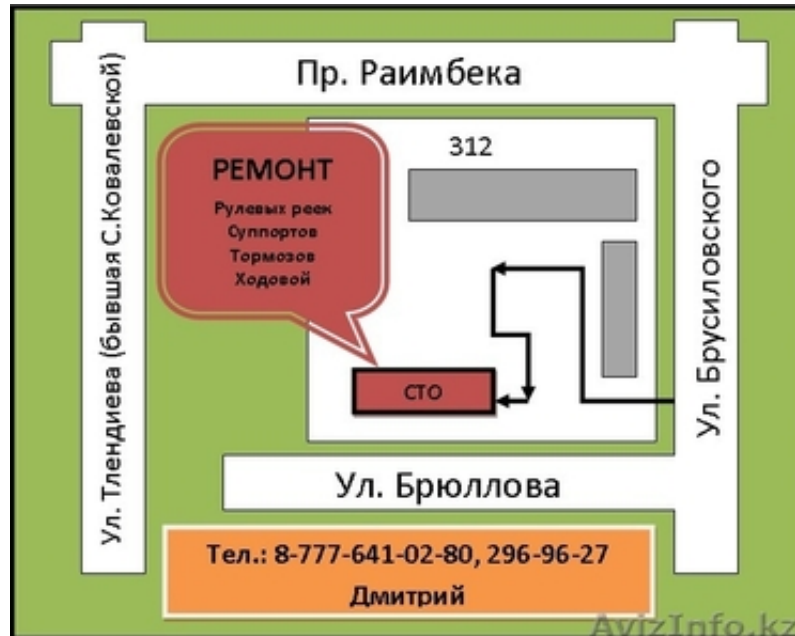 Пр. Раимбека
Ул. Тлендиева (бывшая С.Ковалевской)
312
РЕМОНТ
Рулевых реек
Суппортов
Тормозов
Ходовой
Ул. Брусиловского
СТО
Ул. Брюллова
Тел.: 8-777-641-02-80, 296-96-27
Дмитрий
AvizInfo.kz